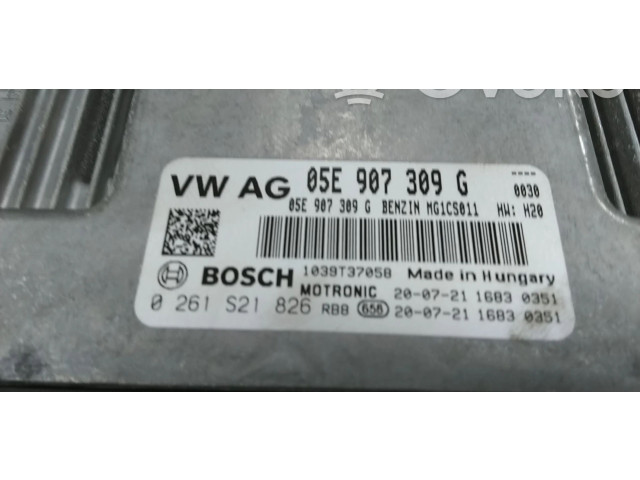 VW AG 05E 907 309 G
----
0030
05E 907 309 G BENZIN MG1CS011 HW: H20
BOSCH 1039T37058 Made in Hungary
MOTRONIC 20-07-21 1683 0351
0 261 S21 826 RBB 656 20-07-21 1683 0351